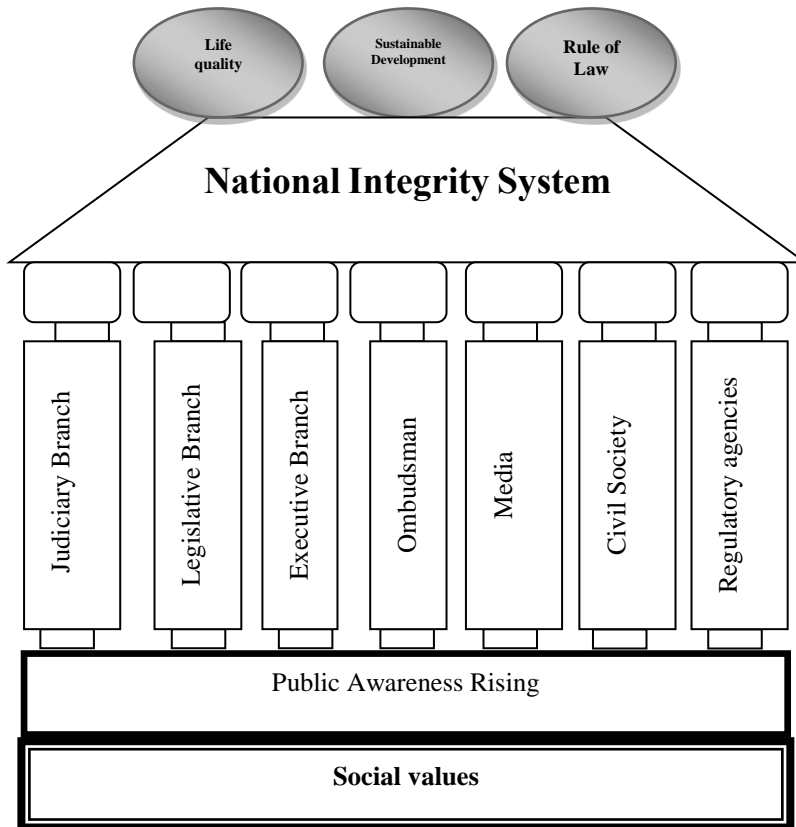 Life
quality
Sustainable
Development
Rule of
Law
National Integrity System
Judiciary Branch
Legislative Branch
Executive Branch
Ombudsman
Media
Civil Society
Regulatory agencies
Public Awareness Rising
Social values